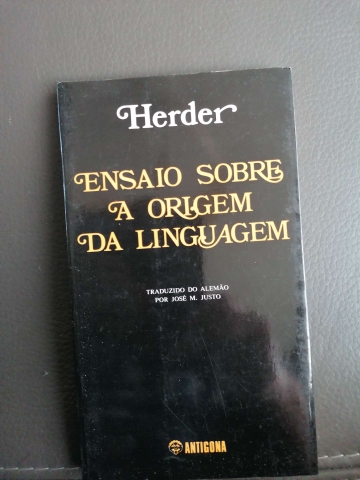 Herder
ENSAIO SOBRE
A ORIGEM
DA LINGUAGEM
TRADUZIDO DO ALEMÃO
POR JOSÉ M. JUSTO
ANTIGONA